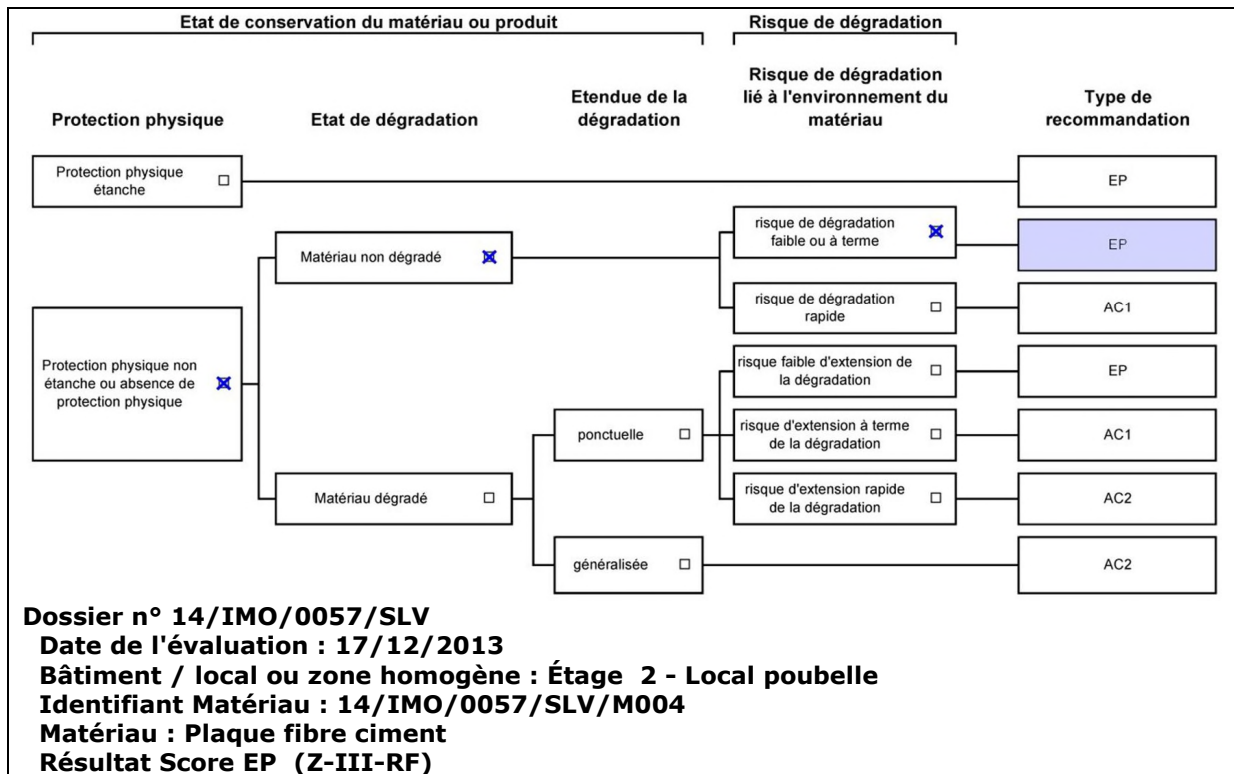 Etat de conservation du matériau ou produit
Risque de dégradation
Protection physique
Etat de dégradation
Etendue de la
dégradation
Risque de dégradation
lié à l'environnement du
matériau
Type de
recommandation
Protection physique
étanche
EP
risque de dégradation
faible ou à terme
EP
Matériau non dégradé
risque de dégradation
rapide
AC1
Protection physique non
étanche ou absence de
protection physique
risque faible d'extension de
la dégradation
EP
ponctuelle
risque d'extension à terme
de la dégradation
AC1
Matériau dégradé
risque d'extension rapide
de la dégradation
AC2
généralisée
AC2
Dossier n° 14/IMO/0057/SLV
Date de l'évaluation : 17/12/2013
Bâtiment / local ou zone homogène : Étage 2 - Local poubelle
Identifiant Matériau : 14/IMO/0057/SLV/M004
Matériau : Plaque fibre ciment
Résultat Score EP (Z-III-RF)